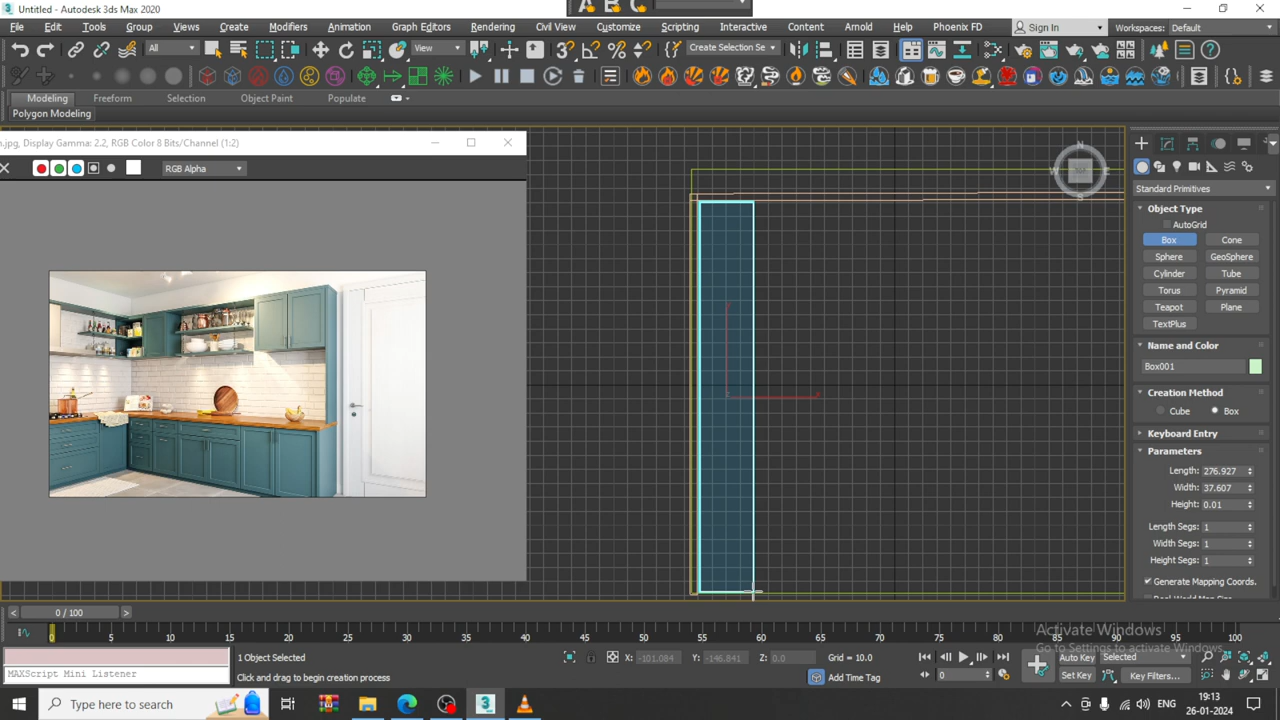 Untitled - Autodesk 3ds Max 2020
File Edit Tools Group Views Create Modifiers Animation Graph Editors Rendering Civil View Customize Scripting Interactive Content Arnold Help Phoenix FD Sign In Workspaces: Default
All View Create Selection Se
Modeling Freeform Selection Object Paint Populate
Polygon Modeling
.jpg, Display Gamma: 2.2, RGB Color 8 Bits/Channel (1:2)
RGB Alpha
N
W TOP E
S
Standard Primitives
Object Type
AutoGrid
Box Cone
Sphere GeoSphere
Cylinder Tube
Torus Pyramid
Teapot Plane
TextPlus
Name and Color
Box001
Creation Method
Cube Box
Keyboard Entry
Parameters
Length: 276.927
Width: 37.607
Height: 0.01
Length Segs: 1
Width Segs: 1
Height Segs: 1
Generate Mapping Coords.
0 / 100
0 5 10 15 20 25 30 35 40 45 50 55 60 65 70 75 80 85 90 95 100
Activate Windows
Go to Settings to activate Windows.
1 Object Selected
X: -101.084 Y: -146.841 Z: 0.0 Grid = 10.0
Auto Key Selected
MAXScript Mini Listener
Click and drag to begin creation process
Add Time Tag
0
Set Key Key Filters...
Type here to search
ENG
19:13
26-01-2024